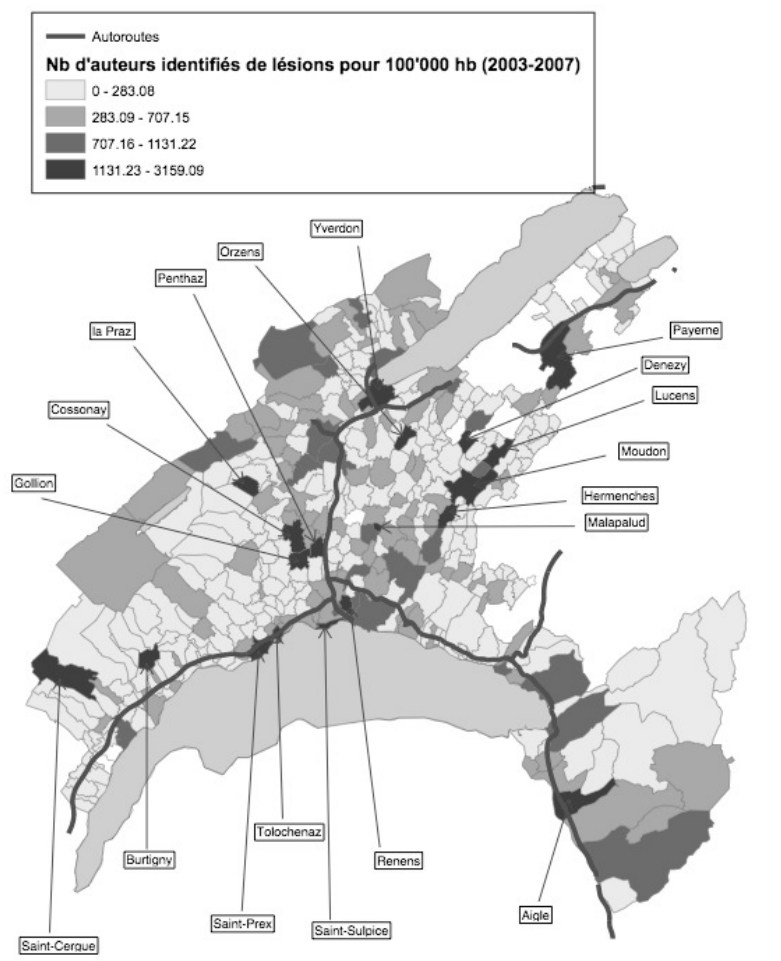 Autoroutes
Nb d'auteurs identifiés de lésions pour 100'000 hb (2003-2007)
0 - 283.08
283.09 - 707.15
707.16 - 1131.22
1131.23 - 3159.09
Yverdon
Orzens
Penthaz
la Praz
Payerne
Denezy
Lucens
Cossonay
Moudon
Gollion
Hermenches
Malapalud
Tolochenaz
Burtigny
Renens
Saint-Prex
Saint-Sulpice
Aigle
Saint-Cergue